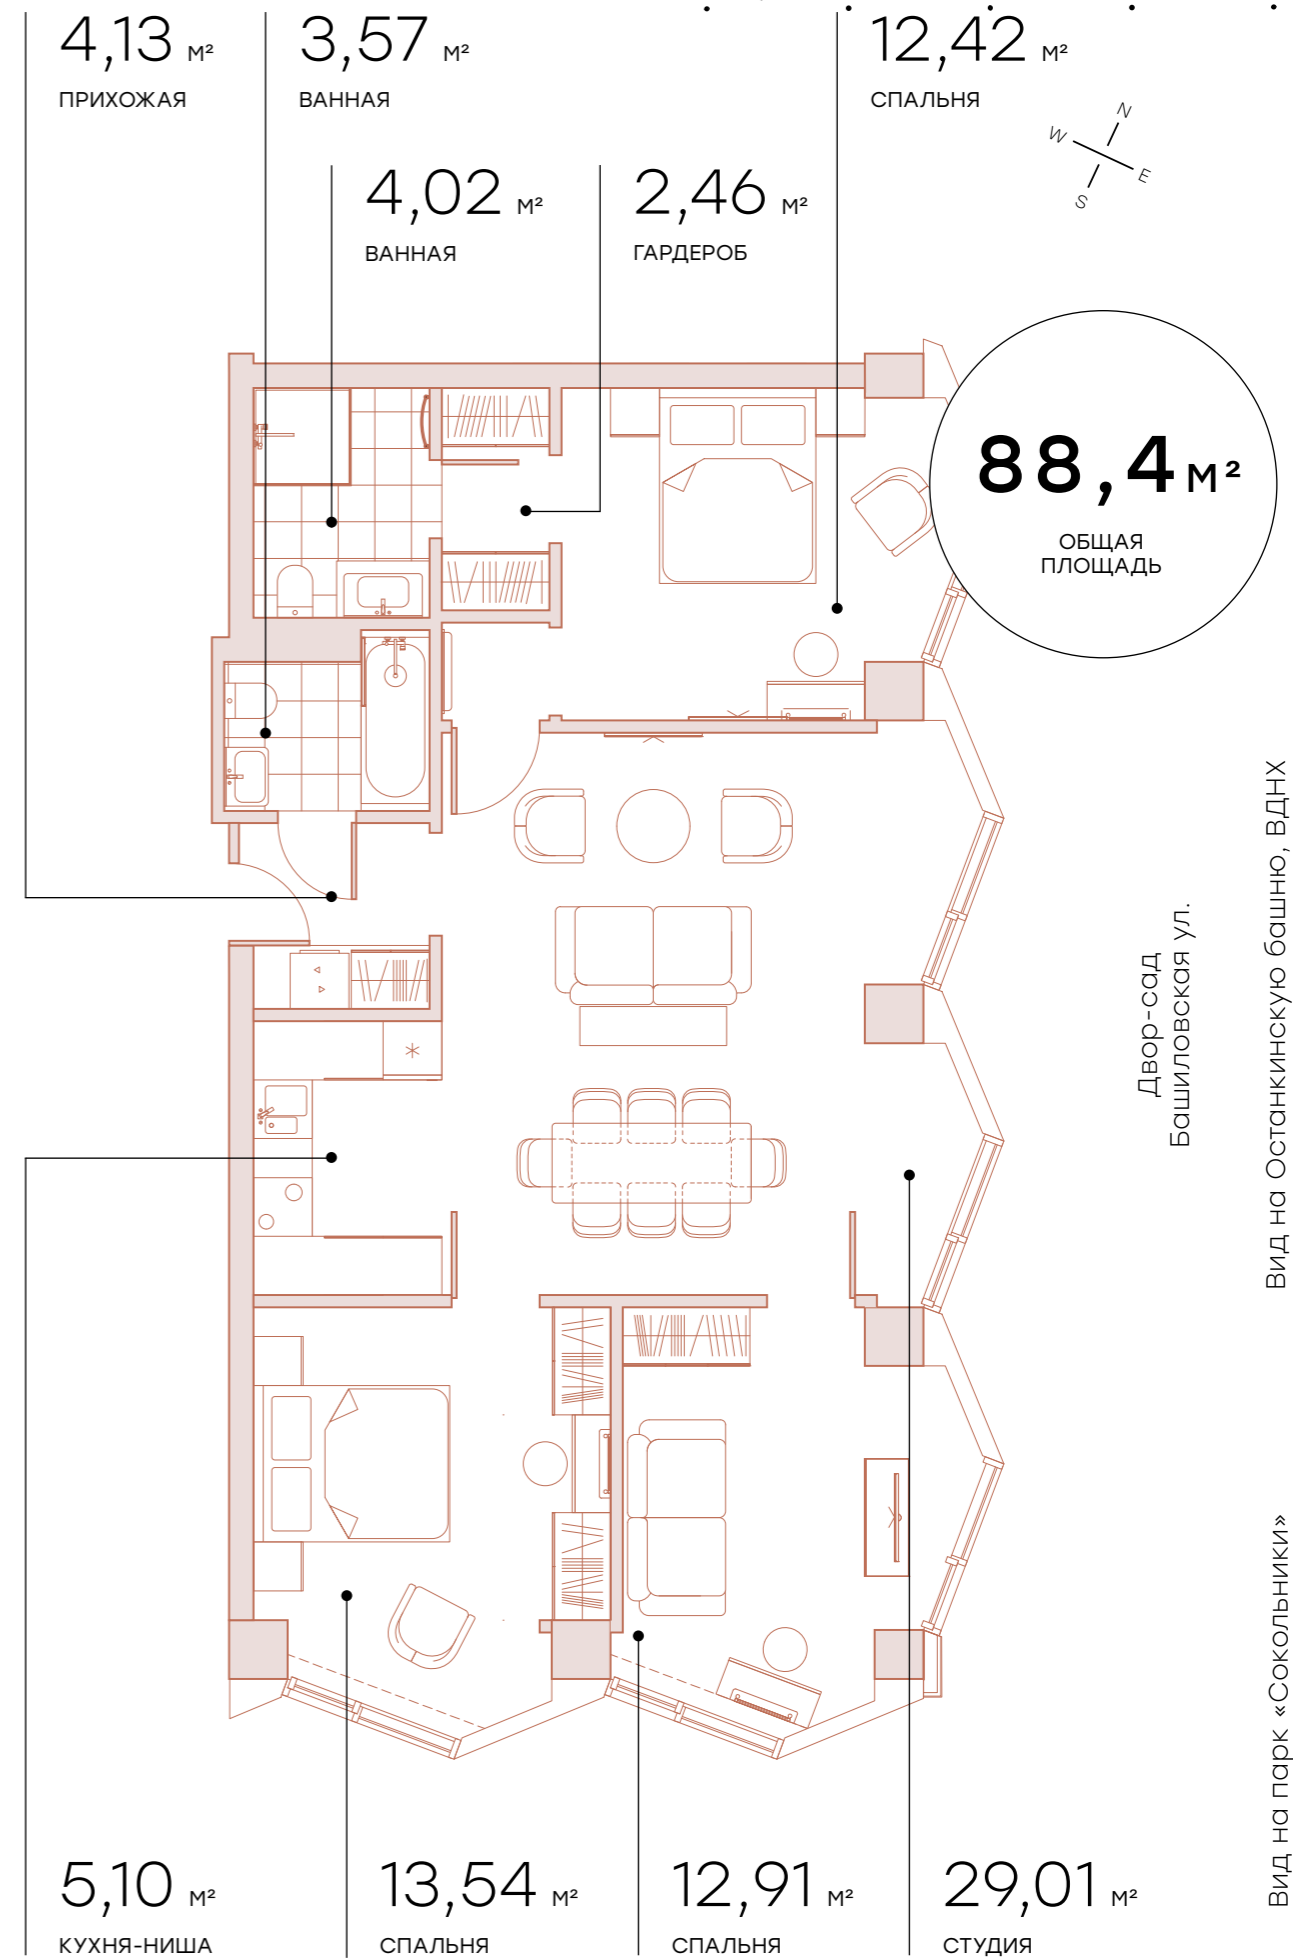 4,13 м²
ПРИХОЖАЯ
3,57 м²
ВАННАЯ
12,42 м²
СПАЛЬНЯ
4,02 м²
ВАННАЯ
2,46 м²
ГАРДЕРОБ
N
W
E
S
88,4 м²
ОБЩАЯ
ПЛОЩАДЬ
Двор-сад
Башиловская ул.
Вид на Останкинскую башню, ВДНХ
Вид на парк «Сокольники»
5,10 м²
КУХНЯ-НИША
13,54 м²
СПАЛЬНЯ
12,91 м²
СПАЛЬНЯ
29,01 м²
СТУДИЯ